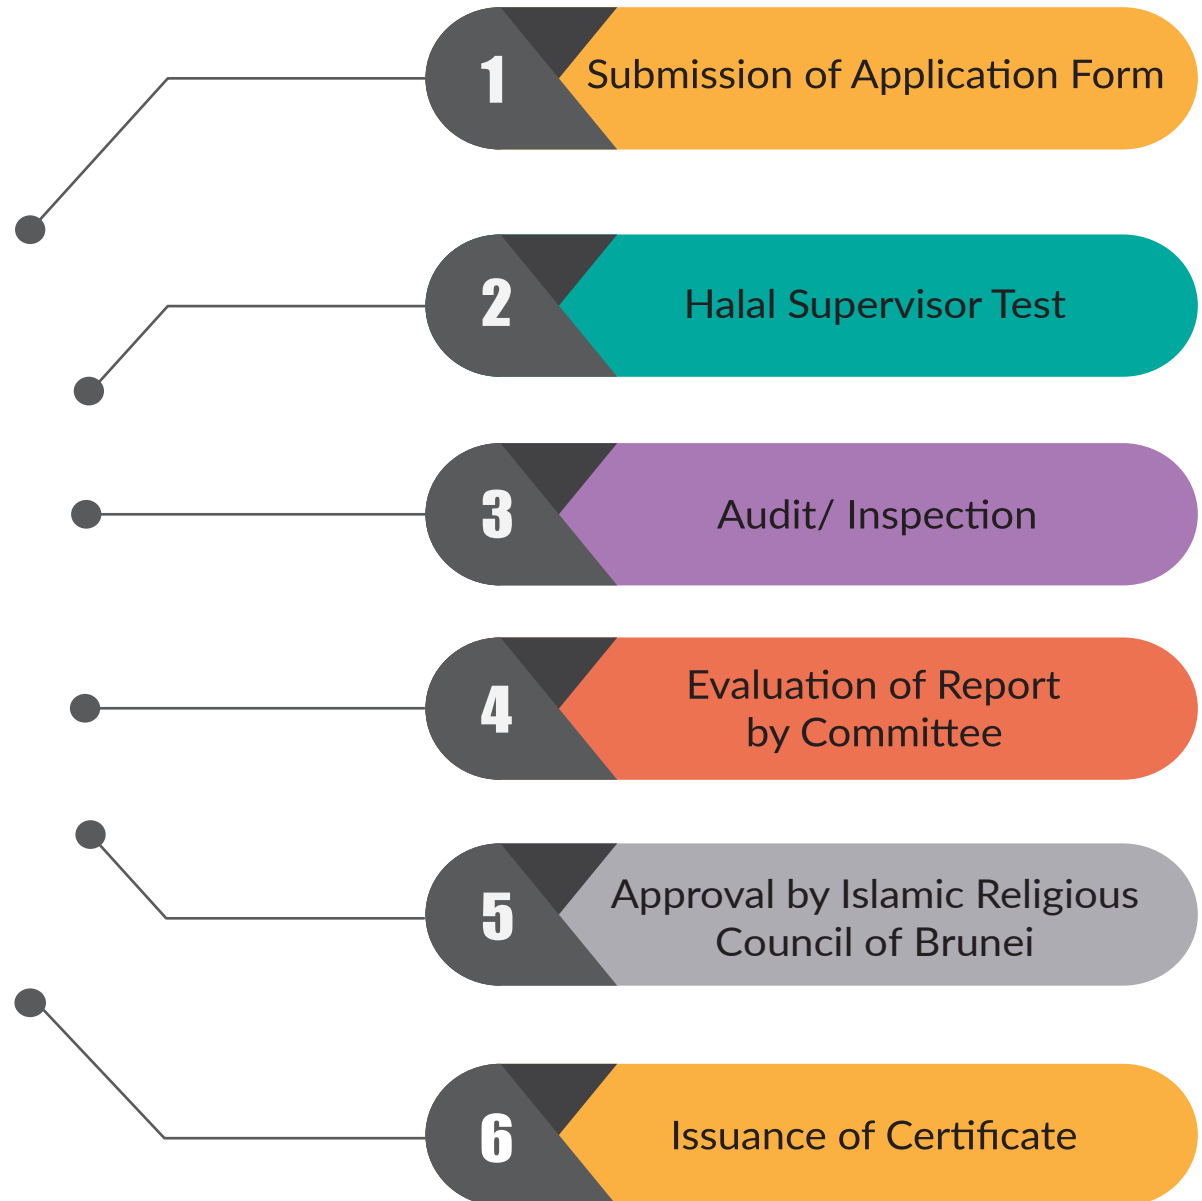 1
Submission of Application Form
2
Halal Supervisor Test
3
Audit/ Inspection
4
Evaluation of Report
by Committee
5
Approval by Islamic Religious
Council of Brunei
6
Issuance of Certificate